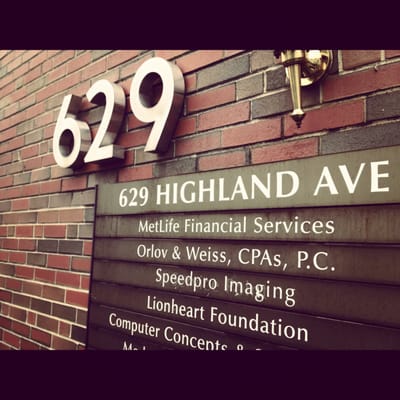 629
629 HIGHLAND AVE
MetLife Financial Services
Orlov & Weiss, CPAs, P.C.
Speedpro Imaging
Lionheart Foundation
Computer Concepts &